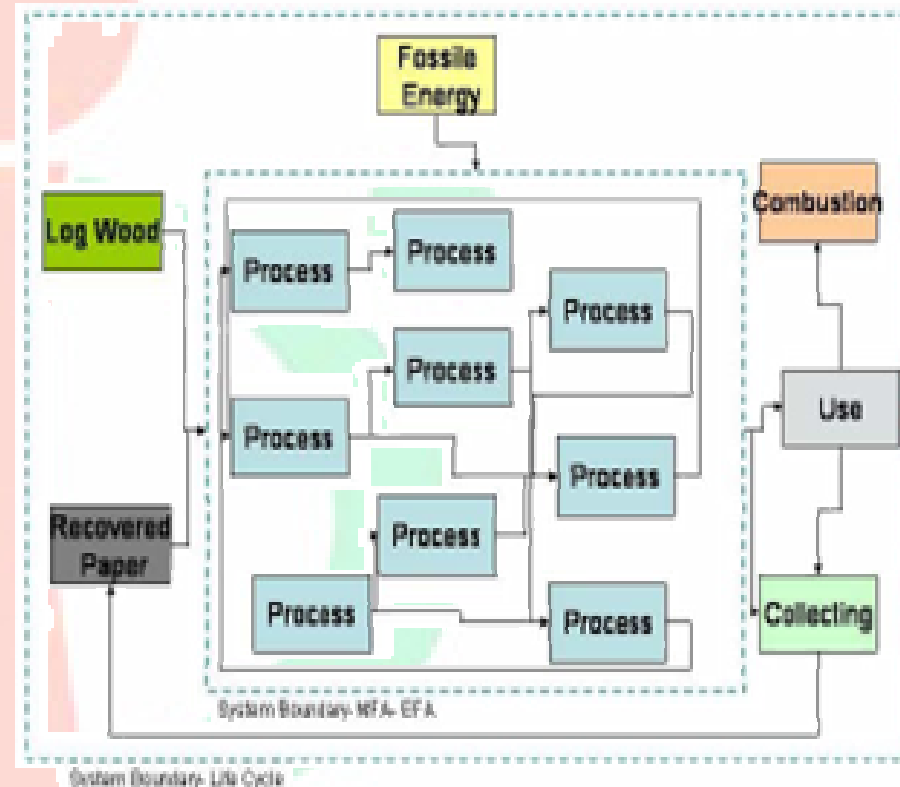 Fossile
Energy
Log Wood
Combustion
Process
Process
Process
Process
Process
Use
Process
Recovered
Paper
Process
Process
Process
Collecting
System Boundary- MFA- EFA
System Boundary- Life Cycle